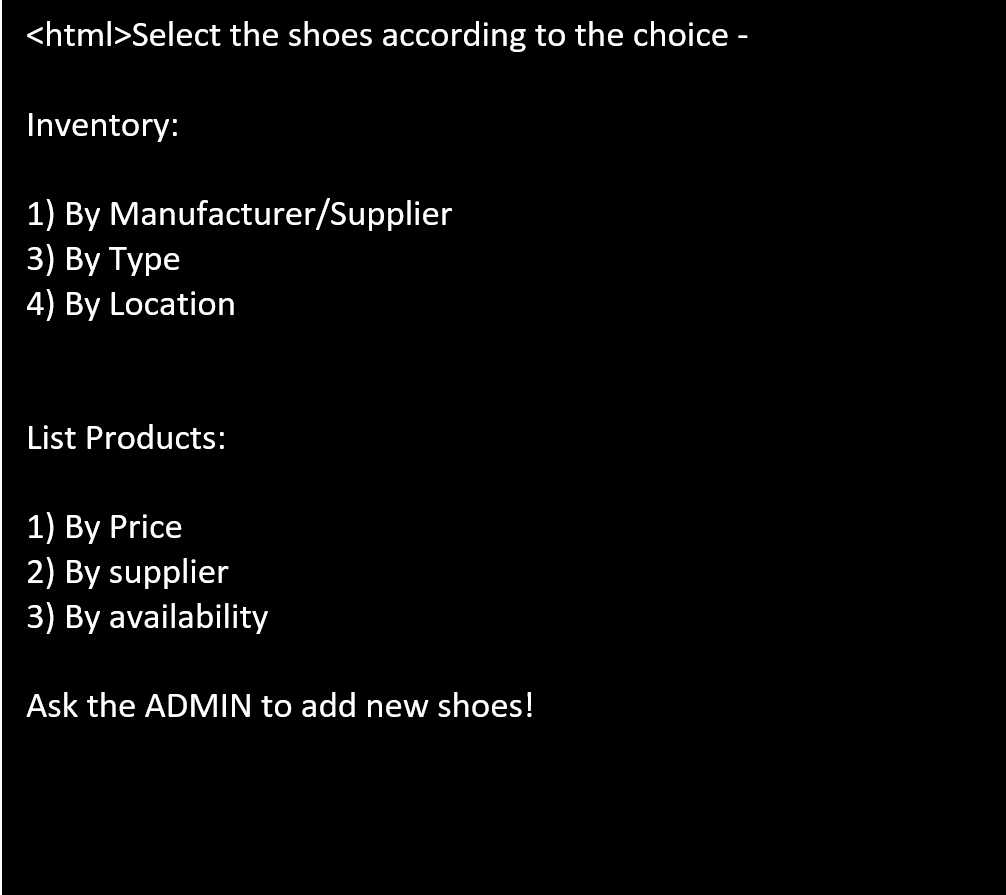 <html>Select the shoes according to the choice -
Inventory:
1) By Manufacturer/Supplier
3) By Type
4) By Location
List Products:
1) By Price
2) By supplier
3) By availability
Ask the ADMIN to add new shoes!